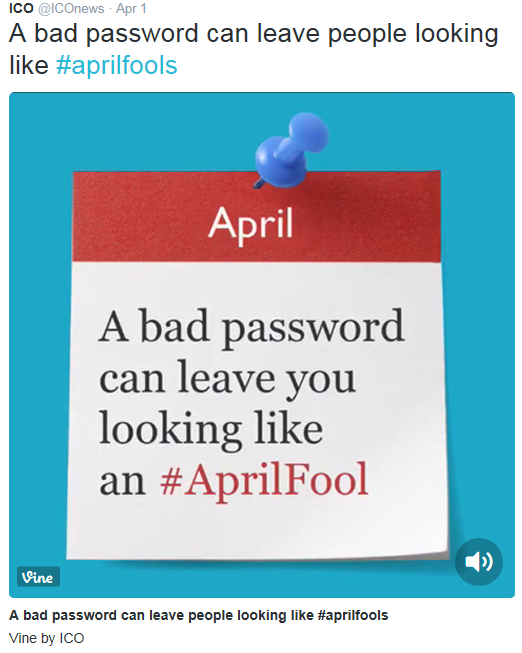 ICO @ICOnews · Apr 1
A bad password can leave people looking
like #aprilfools
April
A bad password
can leave you
looking like
an #AprilFool
Vine
A bad password can leave people looking like #aprilfools
Vine by ICO